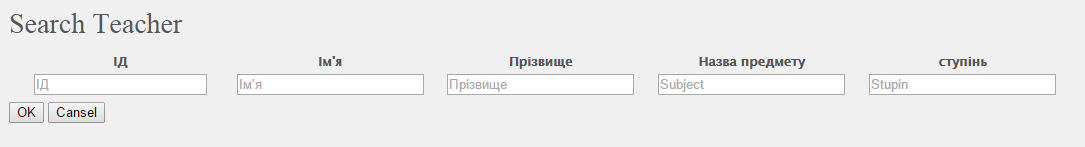 Search Teacher
ІД Ім'я Прізвище Назва предмету ступінь
ІД Ім'я Прізвище Subject Stupin
OK Cansel